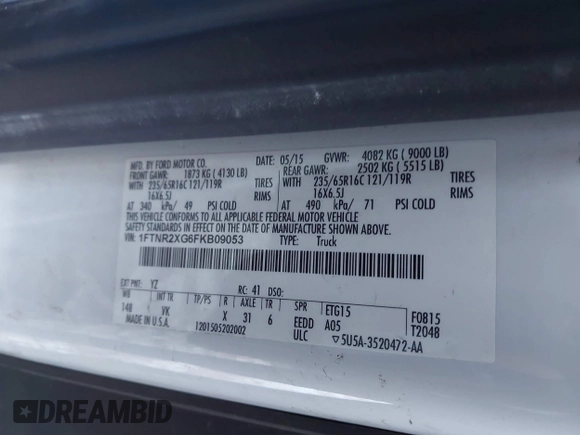 MFD. BY FORD MOTOR CO.
DATE: 05/15 GVWR: 4082 KG ( 9000 LB)
FRONT GAWR: 1873 KG ( 4130 LB)
REAR GAWR: 2502 KG ( 5515 LB)
WITH 235/65R16C 121/119R TIRES
16X6.5J RIMS
WITH 235/65R16C 121/119R TIRES
16X6.5J RIMS
AT 340 kPa/ 49 PSI COLD
AT 490 kPa/ 71 PSI COLD
THIS VEHICLE CONFORMS TO ALL APPLICABLE FEDERAL MOTOR VEHICLE
SAFETY STANDARDS IN EFFECT ON THE DATE OF MANUFACTURE SHOWN ABOVE.
VIN: 1FTNR2XG6FKB09053 TYPE: Truck
EXT PNT: YZ RC: 41 DSO:
WB INT TR TP/PS R AXLE TR SPR ETG15 F0815
148 VK X 31 6 EEDD A05 T2048
MADE IN U.S.A. 1201505202002 ULC ▽5U5A-3520472-AA
DREAMBID